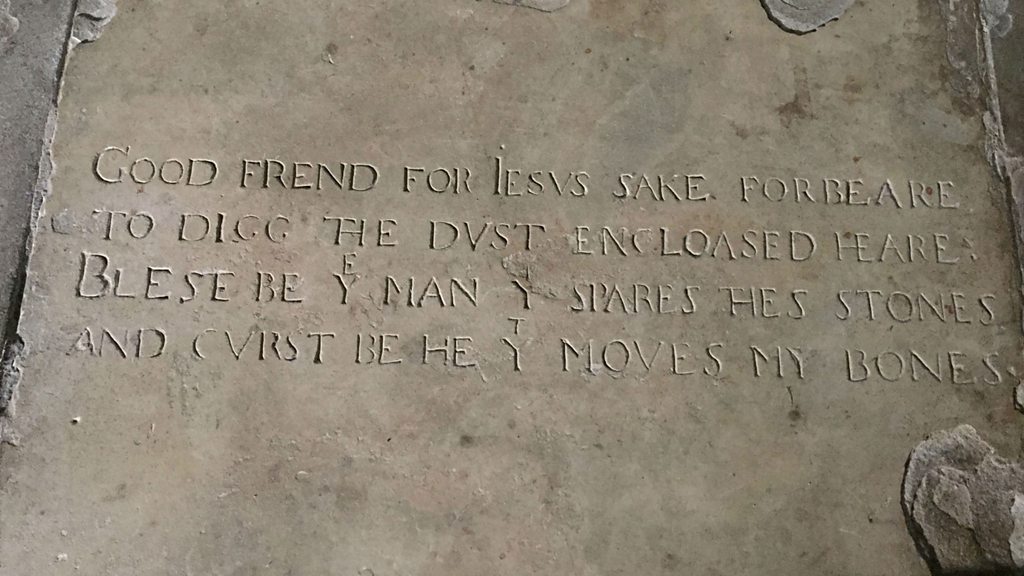 GOOD FREND FOR IESVS SAKE FORBEARE
TO DIGG THE DVST ENCLOASED HEARE:
BLESE BE Yᴱ MAN Yᵀ SPARES THES STONES
AND CVRST BE HE Yᵀ MOVES MY BONES.